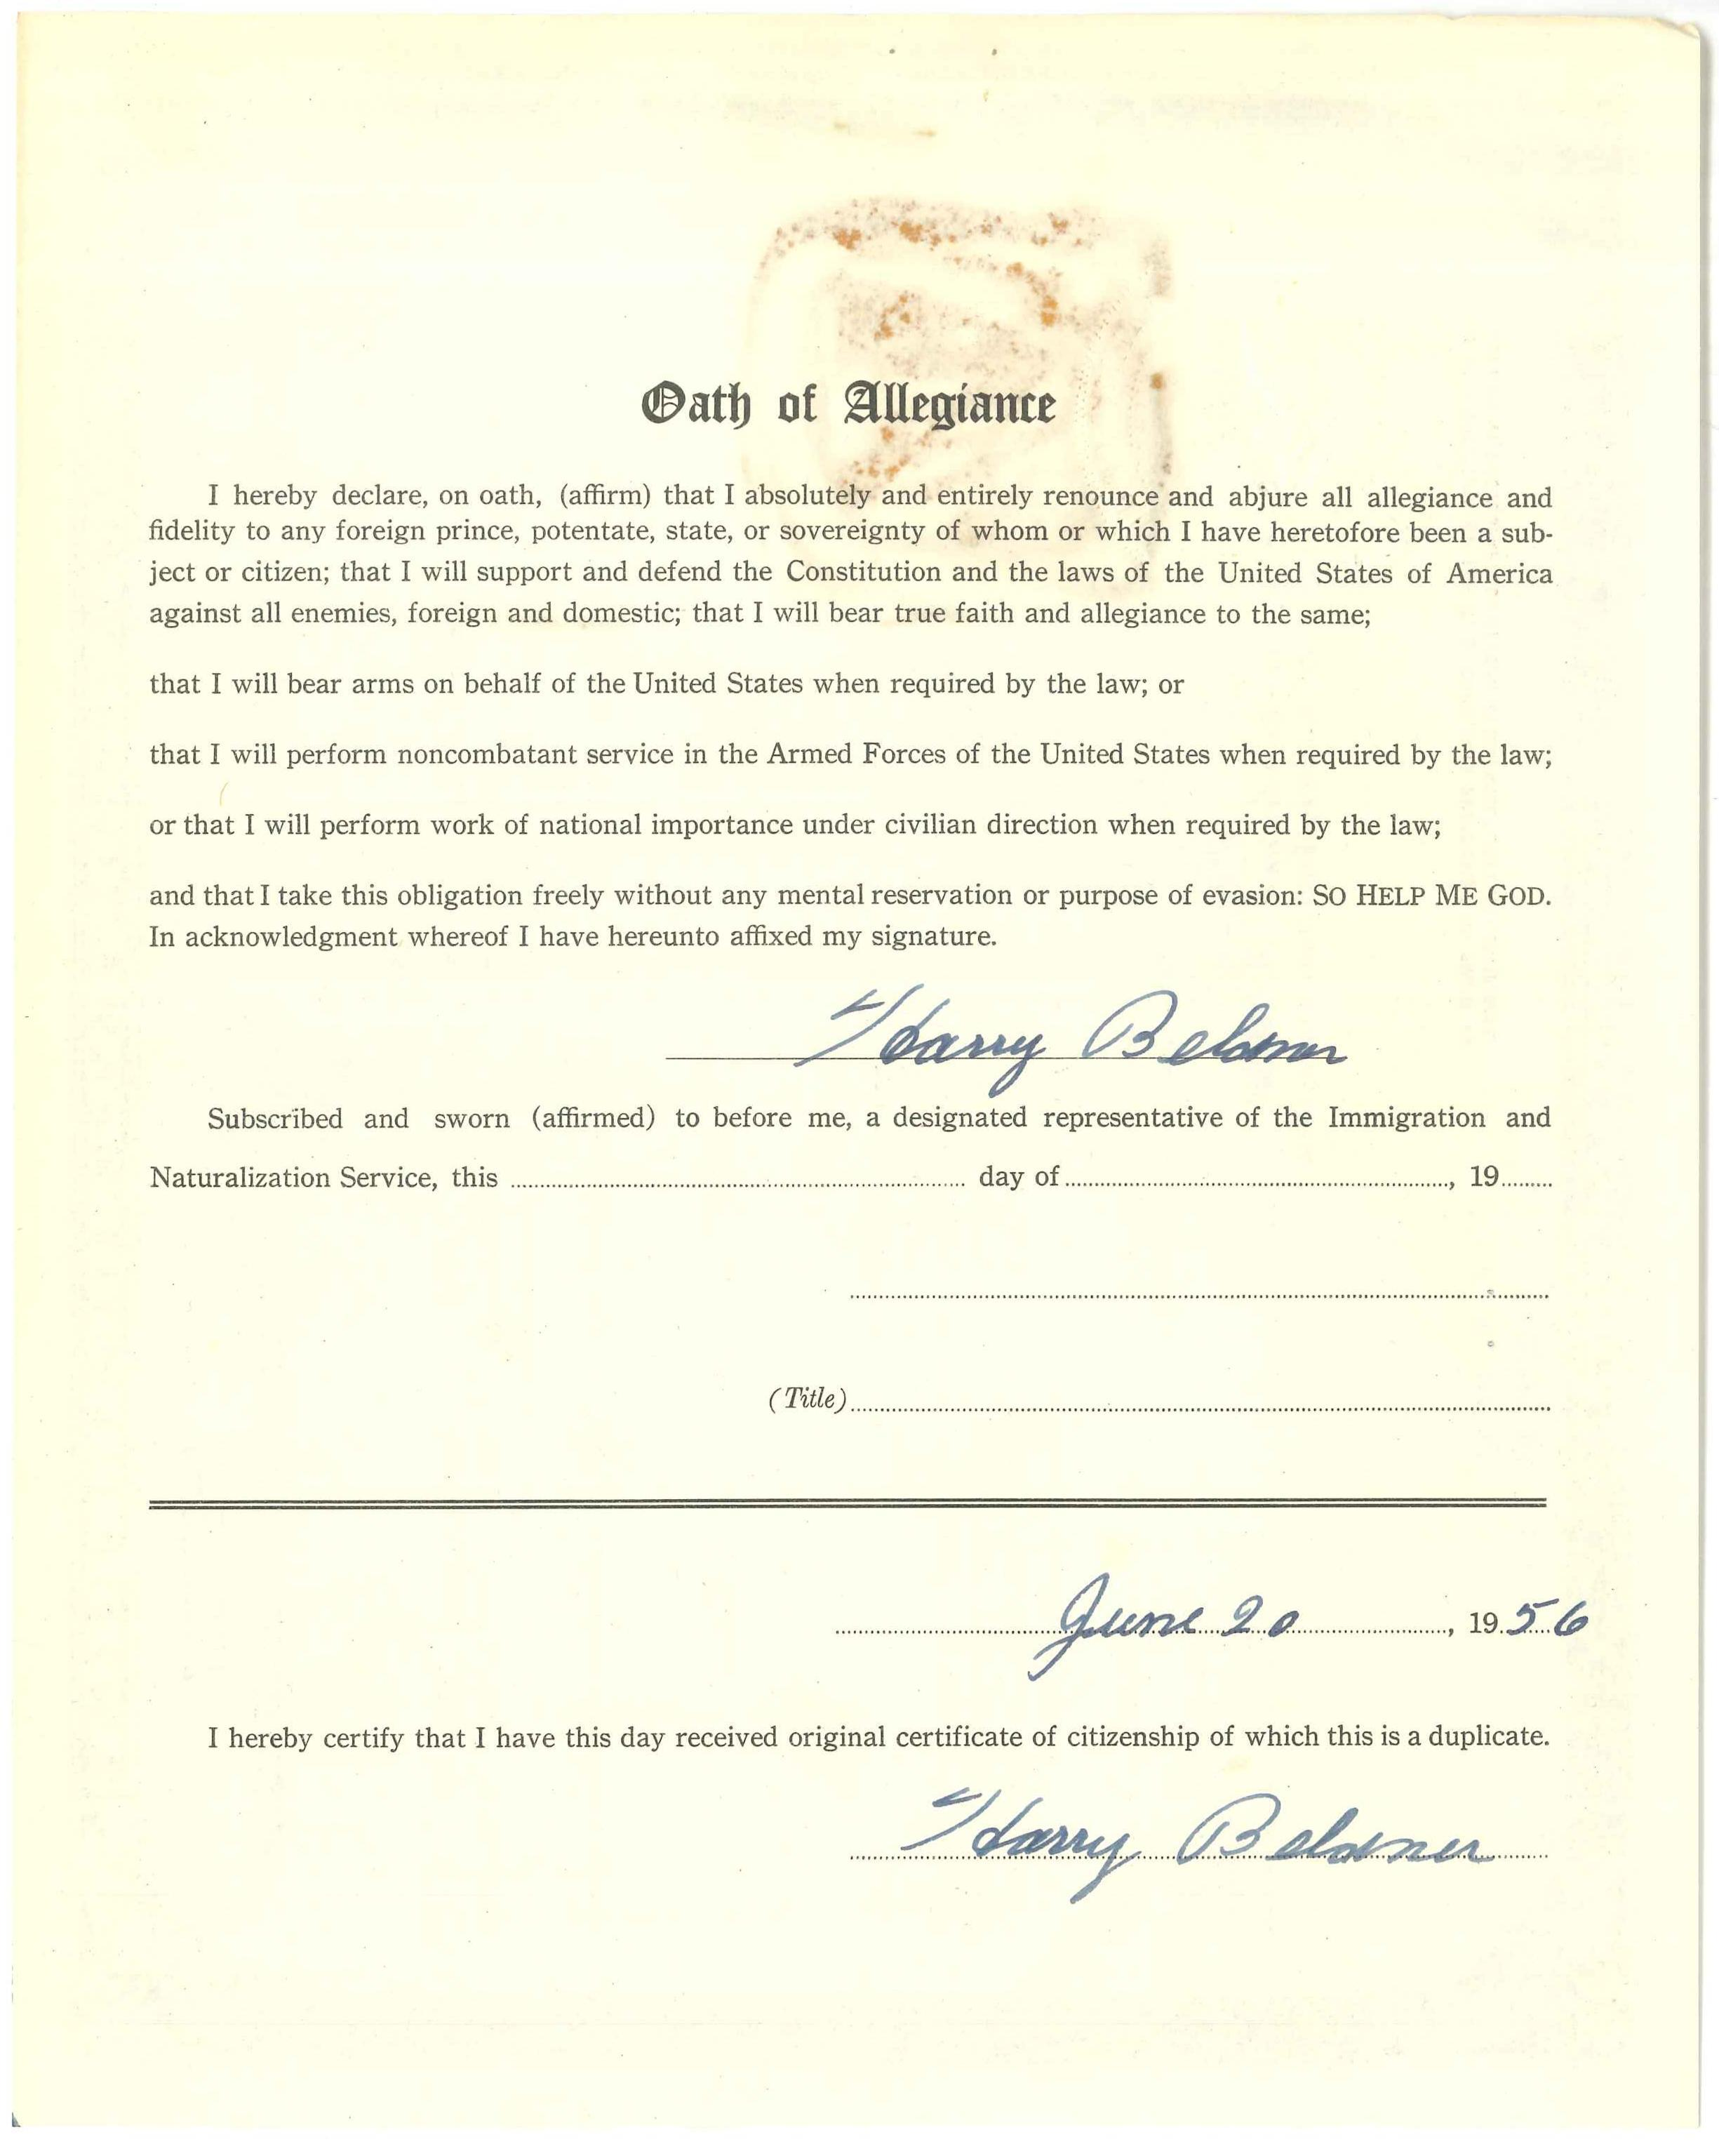 Oath of Allegiance
I hereby declare, on oath, (affirm) that I absolutely and entirely renounce and abjure all allegiance and
fidelity to any foreign prince, potentate, state, or sovereignty of whom or which I have heretofore been a sub-
ject or citizen; that I will support and defend the Constitution and the laws of the United States of America
against all enemies, foreign and domestic; that I will bear true faith and allegiance to the same;
that I will bear arms on behalf of the United States when required by the law; or
that I will perform noncombatant service in the Armed Forces of the United States when required by the law;
or that I will perform work of national importance under civilian direction when required by the law;
and that I take this obligation freely without any mental reservation or purpose of evasion: SO HELP ME GOD.
In acknowledgment whereof I have hereunto affixed my signature.
Harry
Subscribed and sworn (affirmed) to before me, a designated representative of the Immigration and
Naturalization Service, this ........ day of ........, 19....
(Title)
June 20, 1956
I hereby certify that I have this day received original certificate of citizenship of which this is a duplicate.
Harry